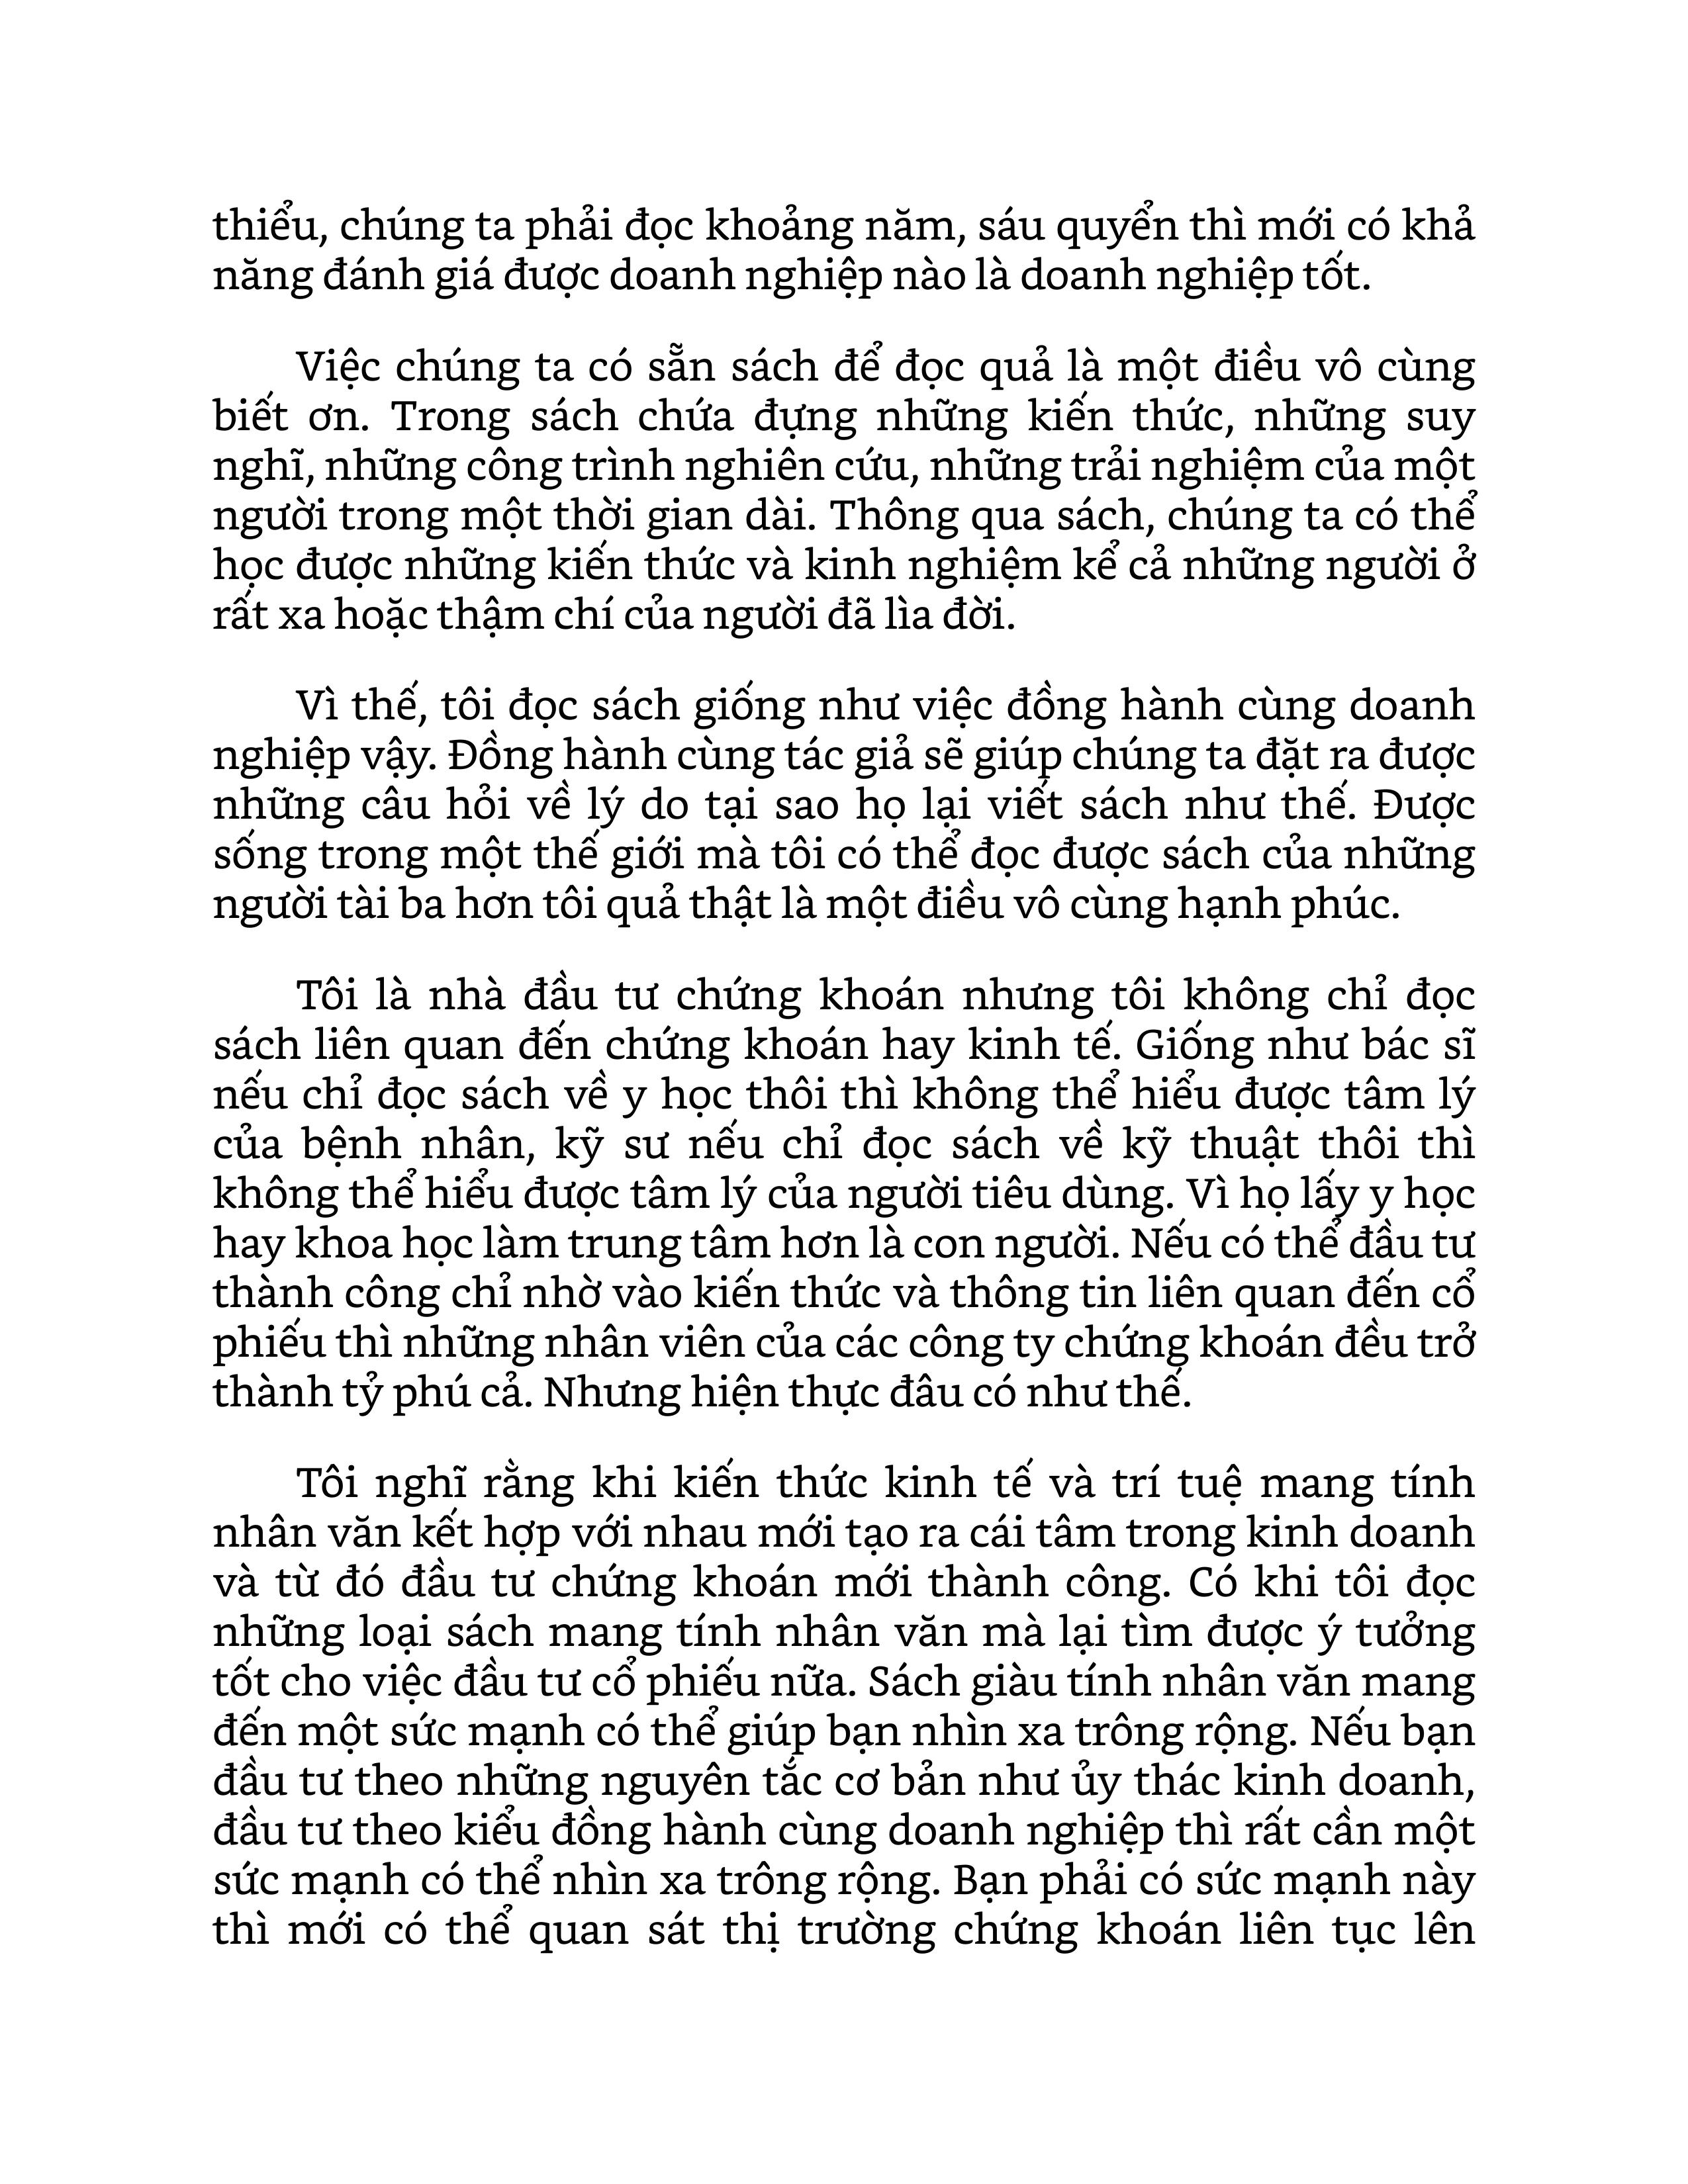 thiểu, chúng ta phải đọc khoảng năm, sáu quyển thì mới có khả
năng đánh giá được doanh nghiệp nào là doanh nghiệp tốt.
Việc chúng ta có sẵn sách để đọc quả là một điều vô cùng
biết ơn. Trong sách chứa đựng những kiến thức, những suy
nghĩ, những công trình nghiên cứu, những trải nghiệm của một
người trong một thời gian dài. Thông qua sách, chúng ta có thể
học được những kiến thức và kinh nghiệm kể cả những người ở
rất xa hoặc thậm chí của người đã lìa đời.
Vì thế, tôi đọc sách giống như việc đồng hành cùng doanh
nghiệp vậy. Đồng hành cùng tác giả sẽ giúp chúng ta đặt ra được
những câu hỏi về lý do tại sao họ lại viết sách như thế. Được
sống trong một thế giới mà tôi có thể đọc được sách của những
người tài ba hơn tôi quả thật là một điều vô cùng hạnh phúc.
Tôi là nhà đầu tư chứng khoán nhưng tôi không chỉ đọc
sách liên quan đến chứng khoán hay kinh tế. Giống như bác sĩ
nếu chỉ đọc sách về y học thôi thì không thể hiểu được tâm lý
của bệnh nhân, kỹ sư nếu chỉ đọc sách về kỹ thuật thôi thì
không thể hiểu được tâm lý của người tiêu dùng. Vì họ lấy y học
hay khoa học làm trung tâm hơn là con người. Nếu có thể đầu tư
thành công chỉ nhờ vào kiến thức và thông tin liên quan đến cổ
phiếu thì những nhân viên của các công ty chứng khoán đều trở
thành tỷ phú cả. Nhưng hiện thực đâu có như thế.
Tôi nghĩ rằng khi kiến thức kinh tế và trí tuệ mang tính
nhân văn kết hợp với nhau mới tạo ra cái tâm trong kinh doanh
và từ đó đầu tư chứng khoán mới thành công. Có khi tôi đọc
những loại sách mang tính nhân văn mà lại tìm được ý tưởng
tốt cho việc đầu tư cổ phiếu nữa. Sách giàu tính nhân văn mang
đến một sức mạnh có thể giúp bạn nhìn xa trông rộng. Nếu bạn
đầu tư theo những nguyên tắc cơ bản như ủy thác kinh doanh,
đầu tư theo kiểu đồng hành cùng doanh nghiệp thì rất cần một
sức mạnh có thể nhìn xa trông rộng. Bạn phải có sức mạnh này
thì mới có thể quan sát thị trường chứng khoán liên tục lên